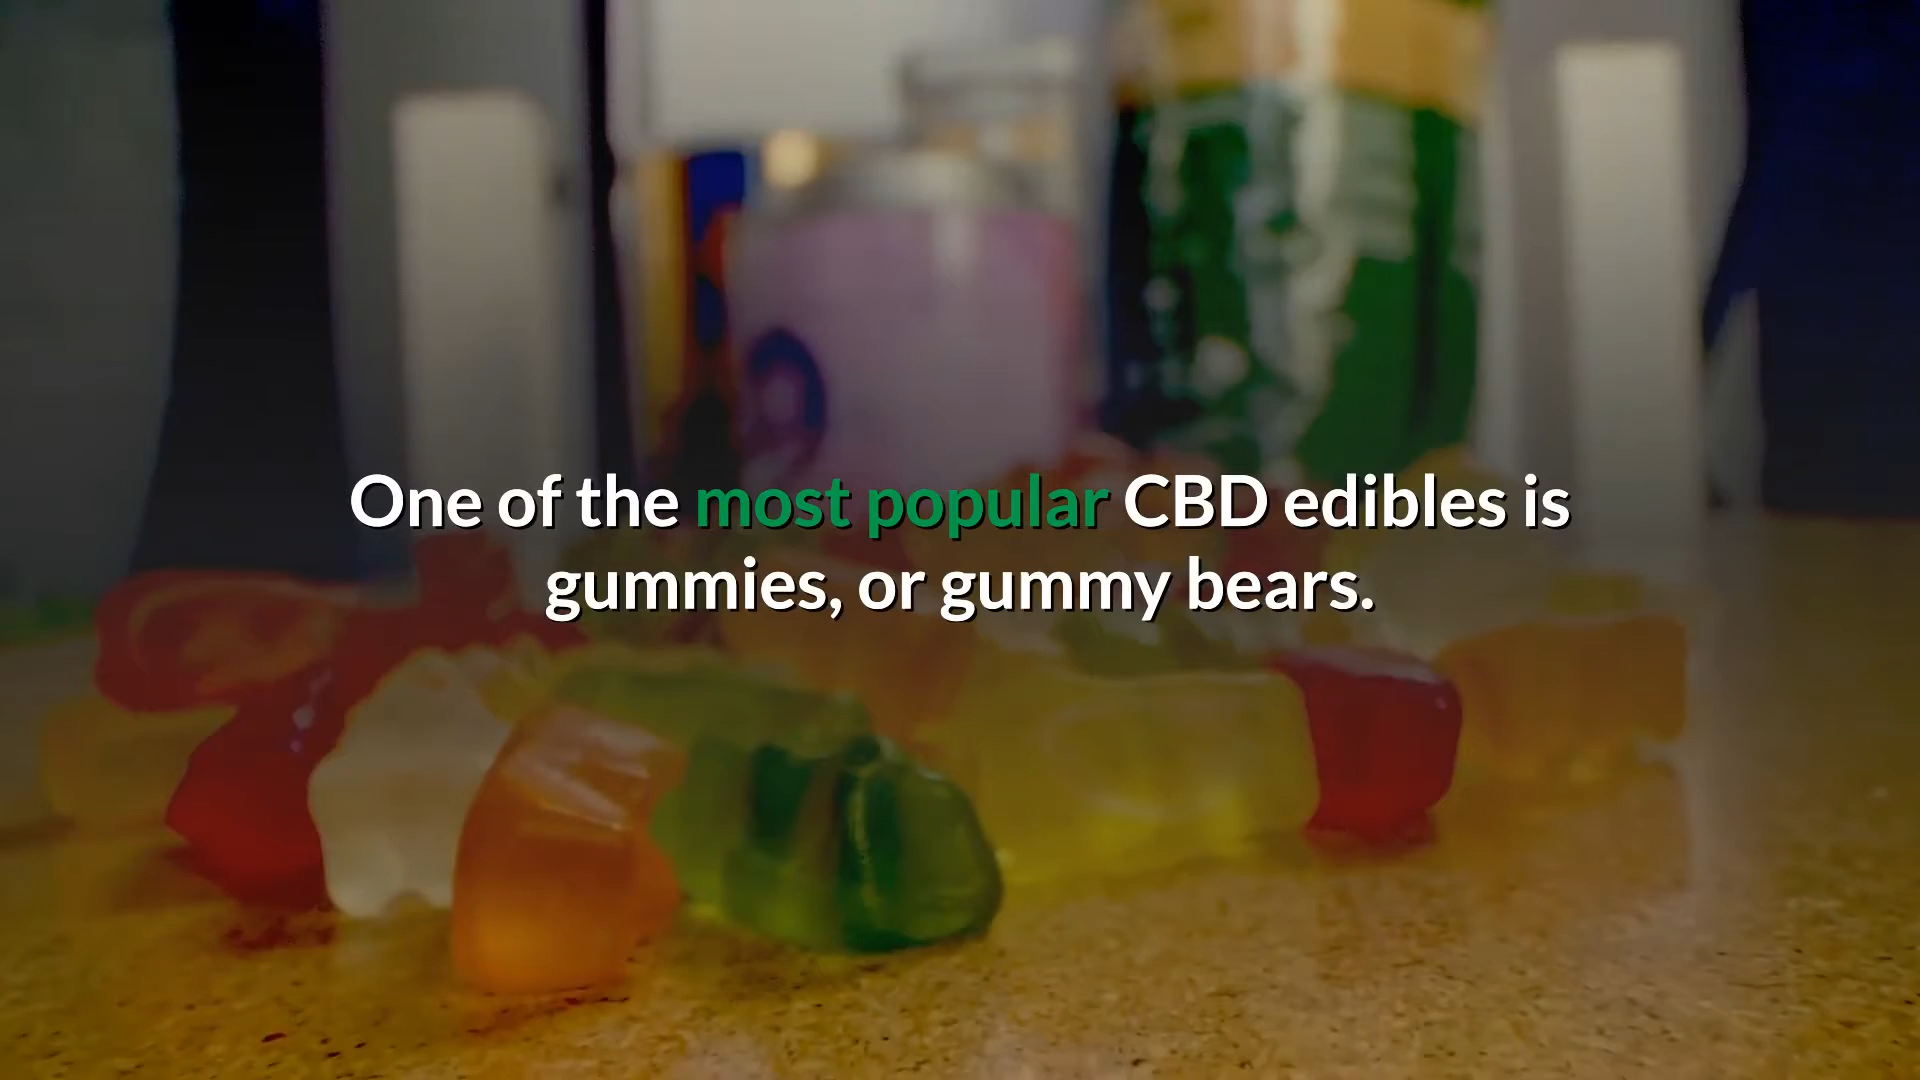 One of the most popular CBD edibles is
gummies, or gummy bears.